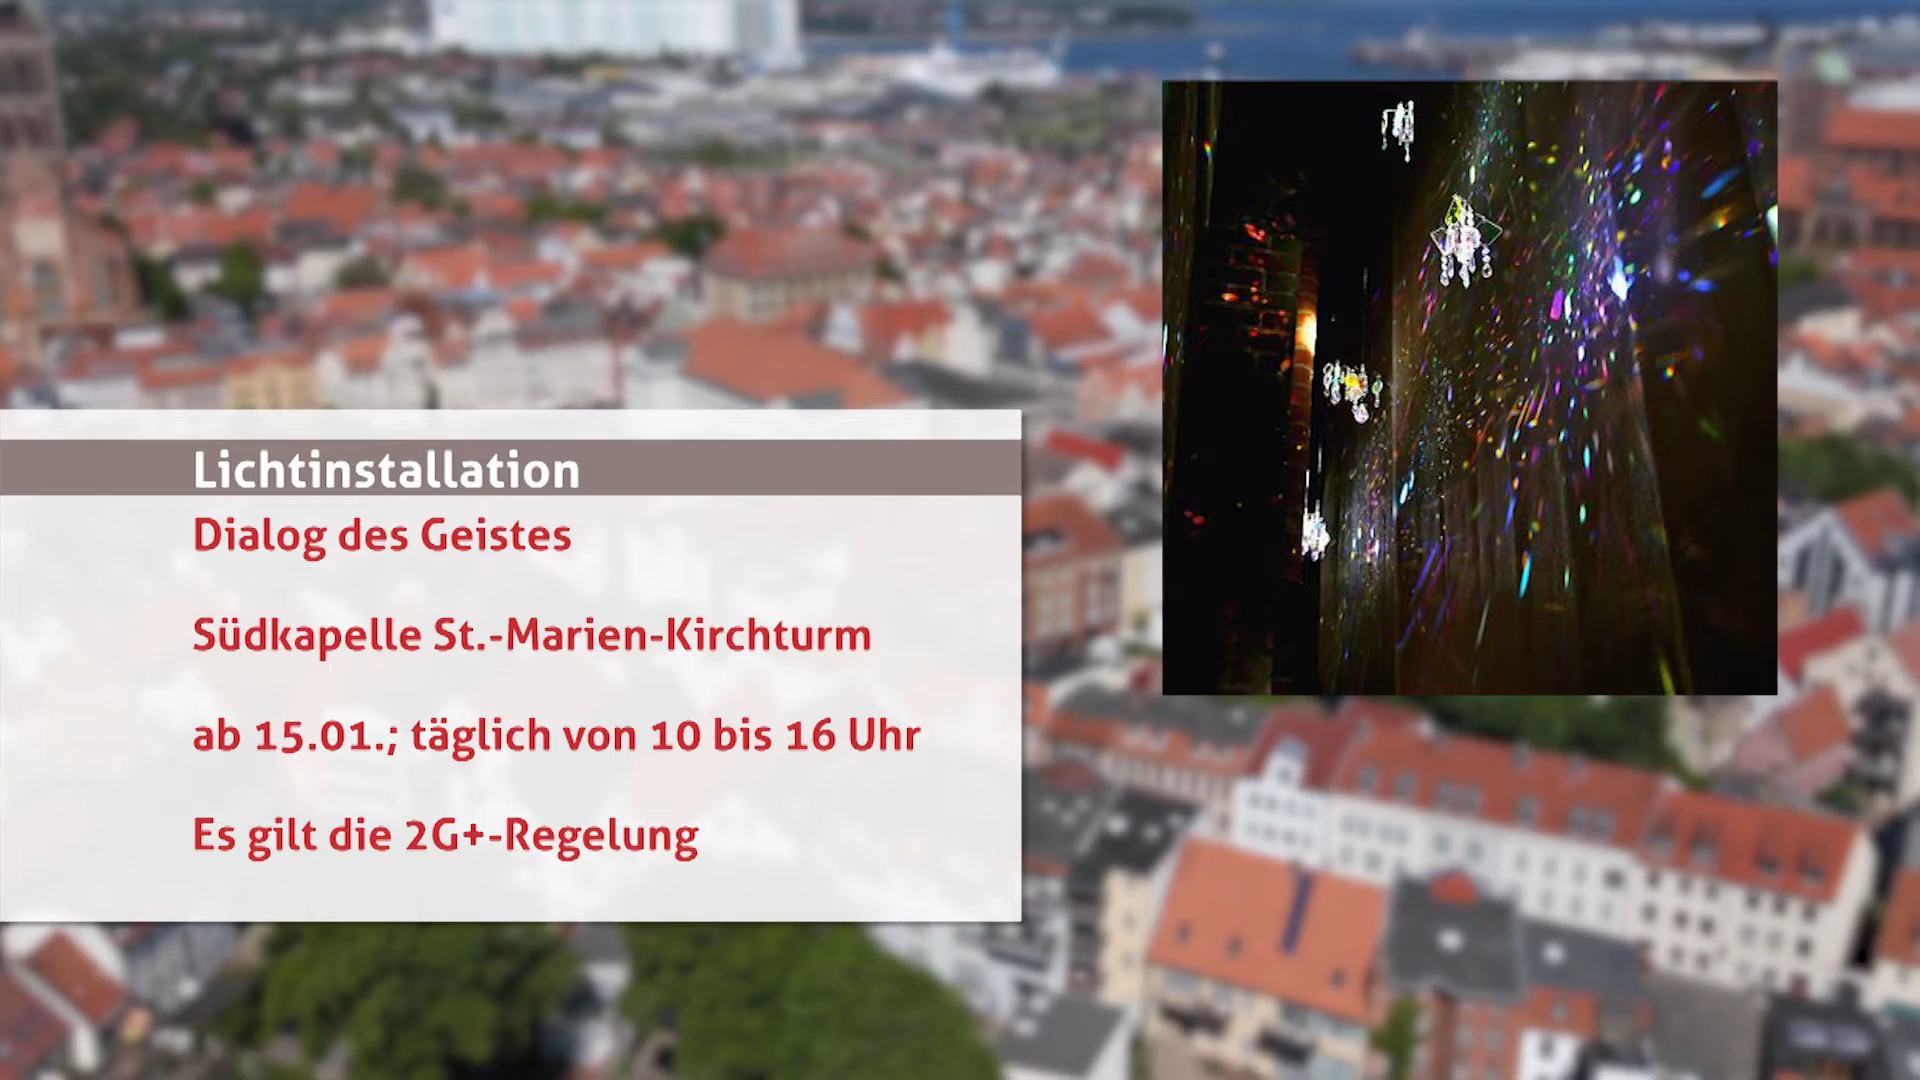 Lichtinstallation
Dialog des Geistes
Südkapelle St.-Marien-Kirchturm
ab 15.01.; täglich von 10 bis 16 Uhr
Es gilt die 2G+-Regelung